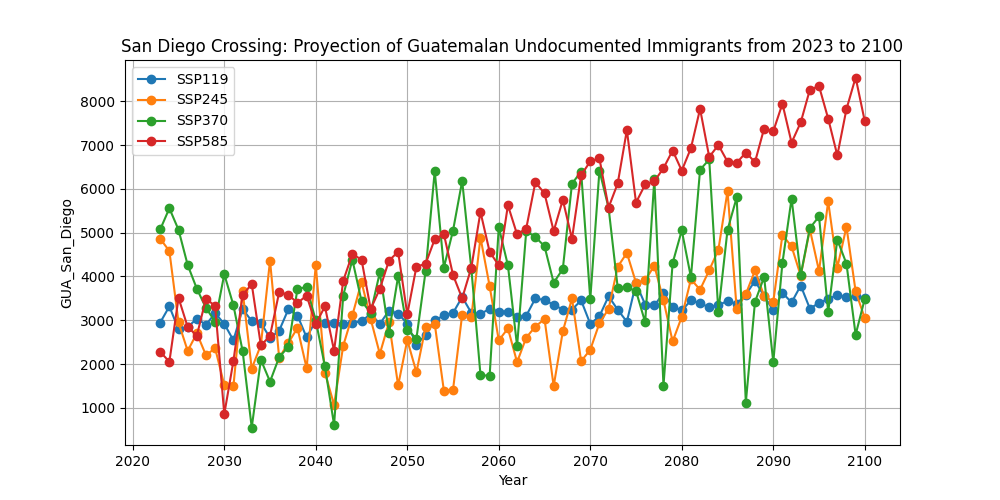 San Diego Crossing: Proyection of Guatemalan Undocumented Immigrants from 2023 to 2100
SSP119
SSP245
SSP370
SSP585
GUA_San_Diego
8000
7000
6000
5000
4000
3000
2000
1000
2020 2030 2040 2050 2060 2070 2080 2090 2100
Year